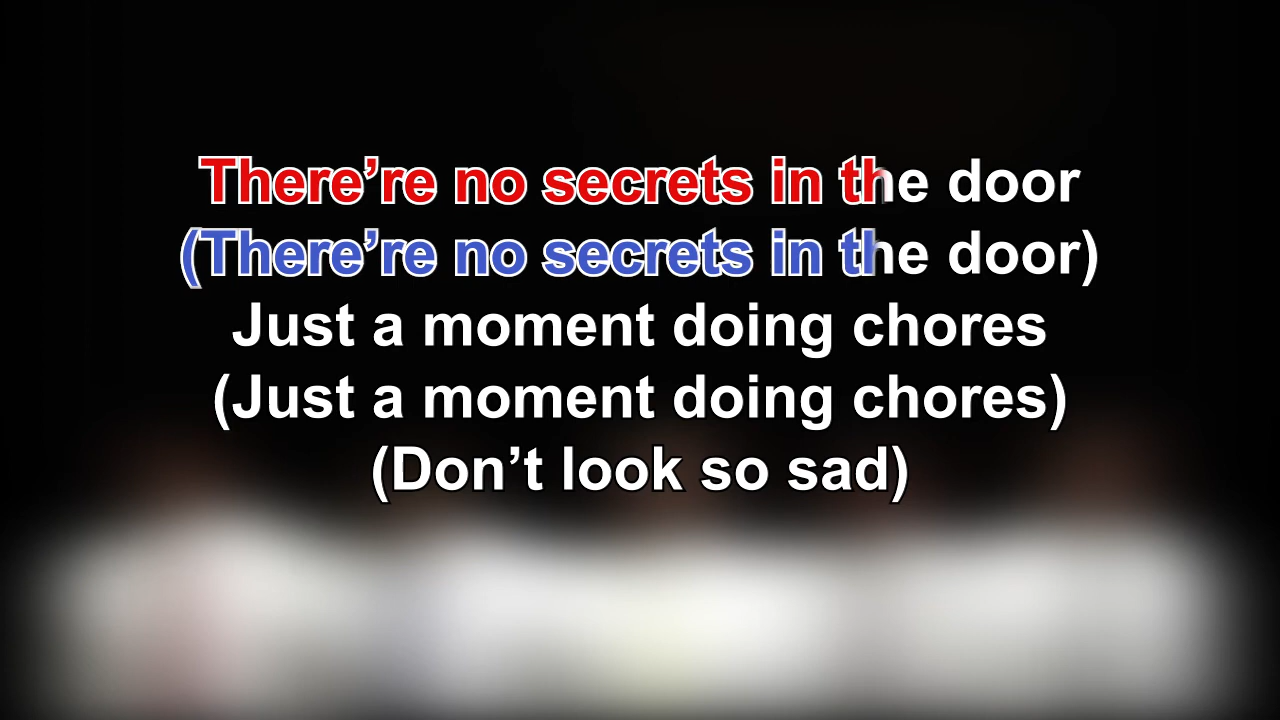 There’re no secrets in the door
(There’re no secrets in the door)
Just a moment doing chores
(Just a moment doing chores)
(Don’t look so sad)